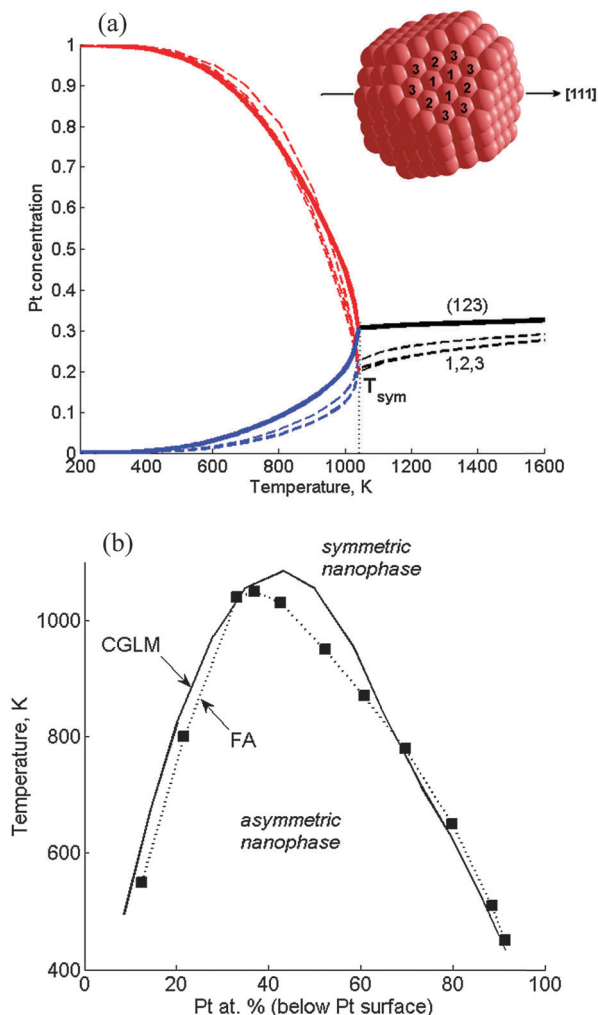 (a)
1
0.9
0.8
0.7
0.6
0.5
0.4
0.3
0.2
0.1
0
Pt concentration
3 2 3
3 1 1 2
3 1 2
2 1 3
3 3
[111]
(123)
1,2,3
T sym
200 400 600 800 1000 1200 1400 1600
Temperature, K
(b)
symmetric
nanophase
1000
800
600
400
Temperature, K
CGLM
FA
asymmetric
nanophase
0 20 40 60 80 100
Pt at. % (below Pt surface)